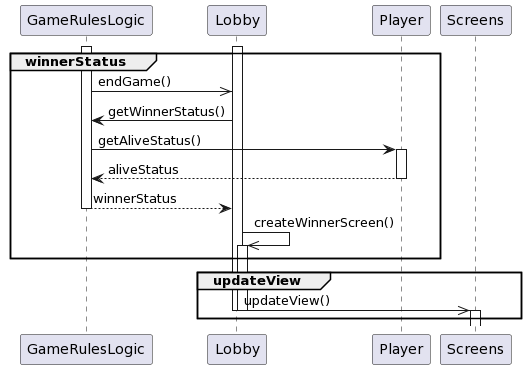 GameRulesLogic Lobby Player Screens
winnerStatus
endGame()
getWinnerStatus()
getAliveStatus()
aliveStatus
winnerStatus
createWinnerScreen()
updateView
updateView()
GameRulesLogic Lobby Player Screens